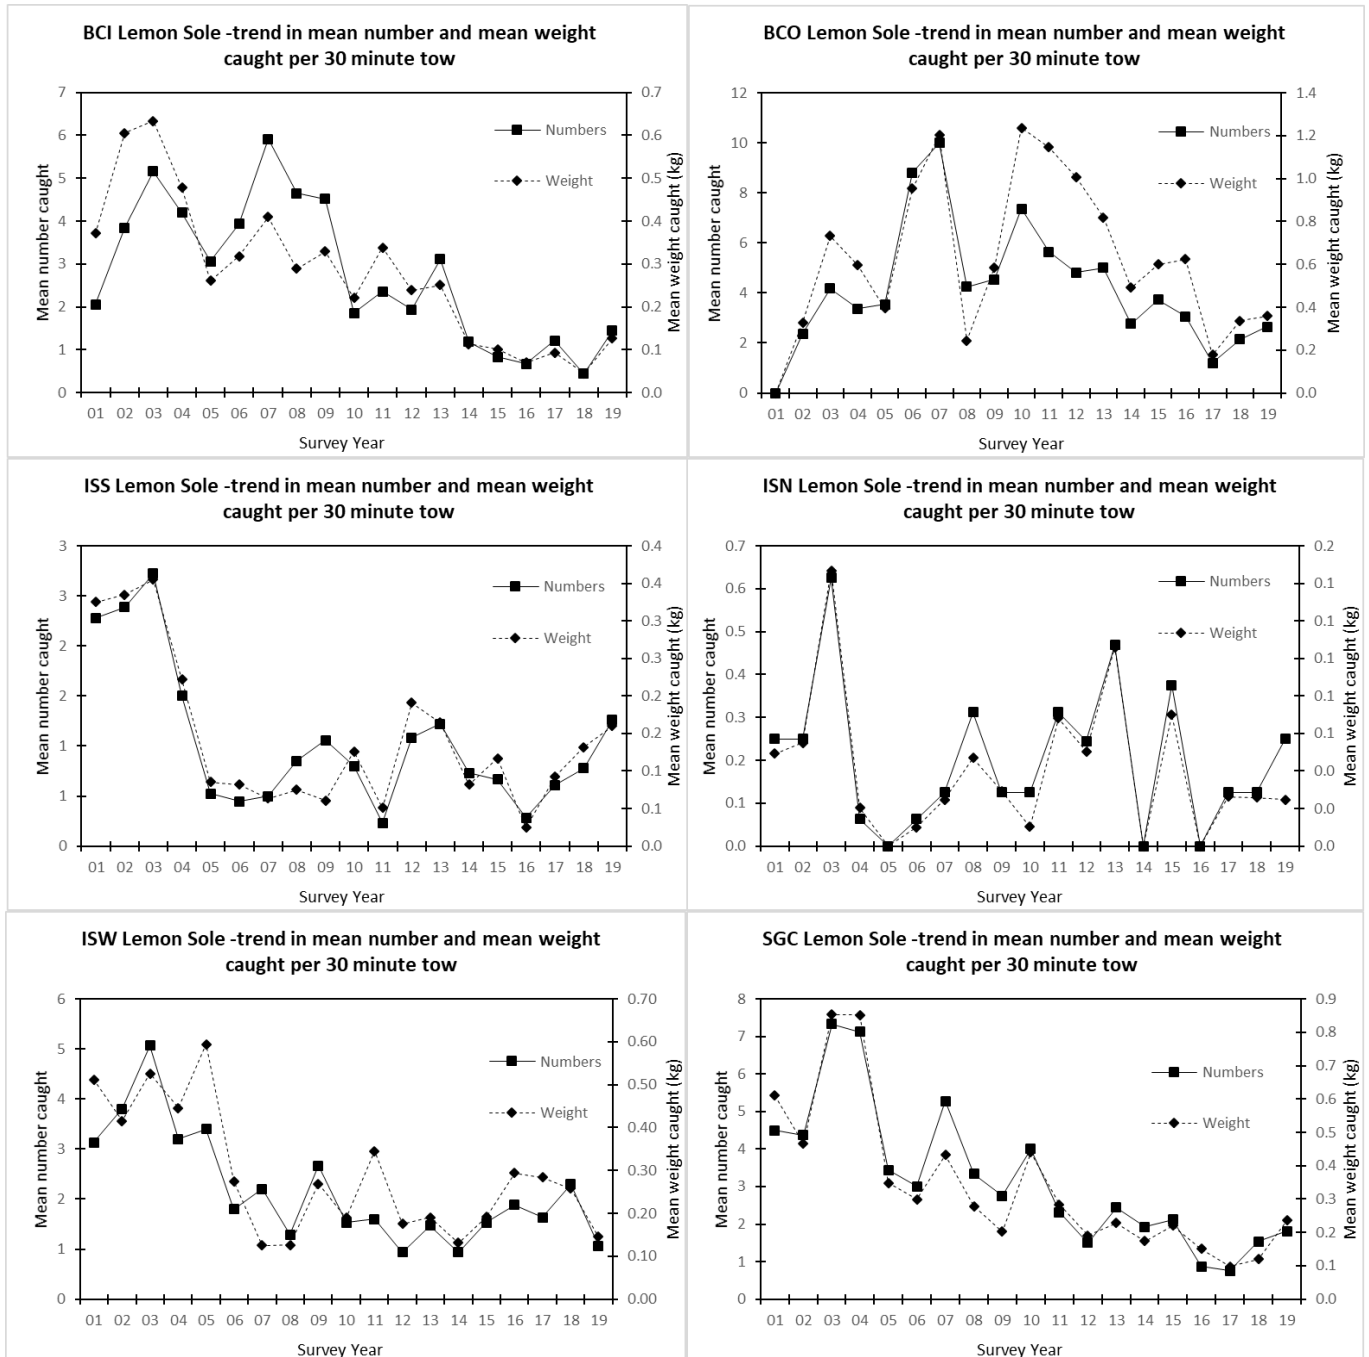 BCI Lemon Sole -trend in mean number and mean weight
caught per 30 minute tow
7
6
5
4
3
2
1
0
Mean number caught
0.7
0.6
0.5
0.4
0.3
0.2
0.1
0.0
Mean weight caught (kg)
Numbers
Weight
01 02 03 04 05 06 07 08 09 10 11 12 13 14 15 16 17 18 19
Survey Year
BCO Lemon Sole -trend in mean number and mean weight
caught per 30 minute tow
12
10
8
6
4
2
0
Mean number caught
1.4
1.2
1.0
0.8
0.6
0.4
0.2
0.0
Mean weight caught (kg)
Numbers
Weight
01 02 03 04 05 06 07 08 09 10 11 12 13 14 15 16 17 18 19
Survey Year
ISS Lemon Sole -trend in mean number and mean weight
caught per 30 minute tow
3
3
2
2
1
1
0
Mean number caught
0.4
0.4
0.3
0.3
0.2
0.2
0.1
0.1
0.0
Mean weight caught (kg)
Numbers
Weight
01 02 03 04 05 06 07 08 09 10 11 12 13 14 15 16 17 18 19
Survey Year
ISN Lemon Sole -trend in mean number and mean weight
caught per 30 minute tow
0.7
0.6
0.5
0.4
0.3
0.2
0.1
0.0
Mean number caught
0.2
0.1
0.1
0.1
0.1
0.1
0.0
0.0
0.0
Mean weight caught (kg)
Numbers
Weight
01 02 03 04 05 06 07 08 09 10 11 12 13 14 15 16 17 18 19
Survey Year
ISW Lemon Sole -trend in mean number and mean weight
caught per 30 minute tow
6
5
4
3
2
1
0
Mean number caught
0.70
0.60
0.50
0.40
0.30
0.20
0.10
0.00
Mean weight caught (kg)
Numbers
Weight
01 02 03 04 05 06 07 08 09 10 11 12 13 14 15 16 17 18 19
Survey Year
SGC Lemon Sole -trend in mean number and mean weight
caught per 30 minute tow
8
7
6
5
4
3
2
1
0
Mean number caught
0.9
0.8
0.7
0.6
0.5
0.4
0.3
0.2
0.1
0.0
Mean weight caught (kg)
Numbers
Weight
01 02 03 04 05 06 07 08 09 10 11 12 13 14 15 16 17 18 19
Survey Year